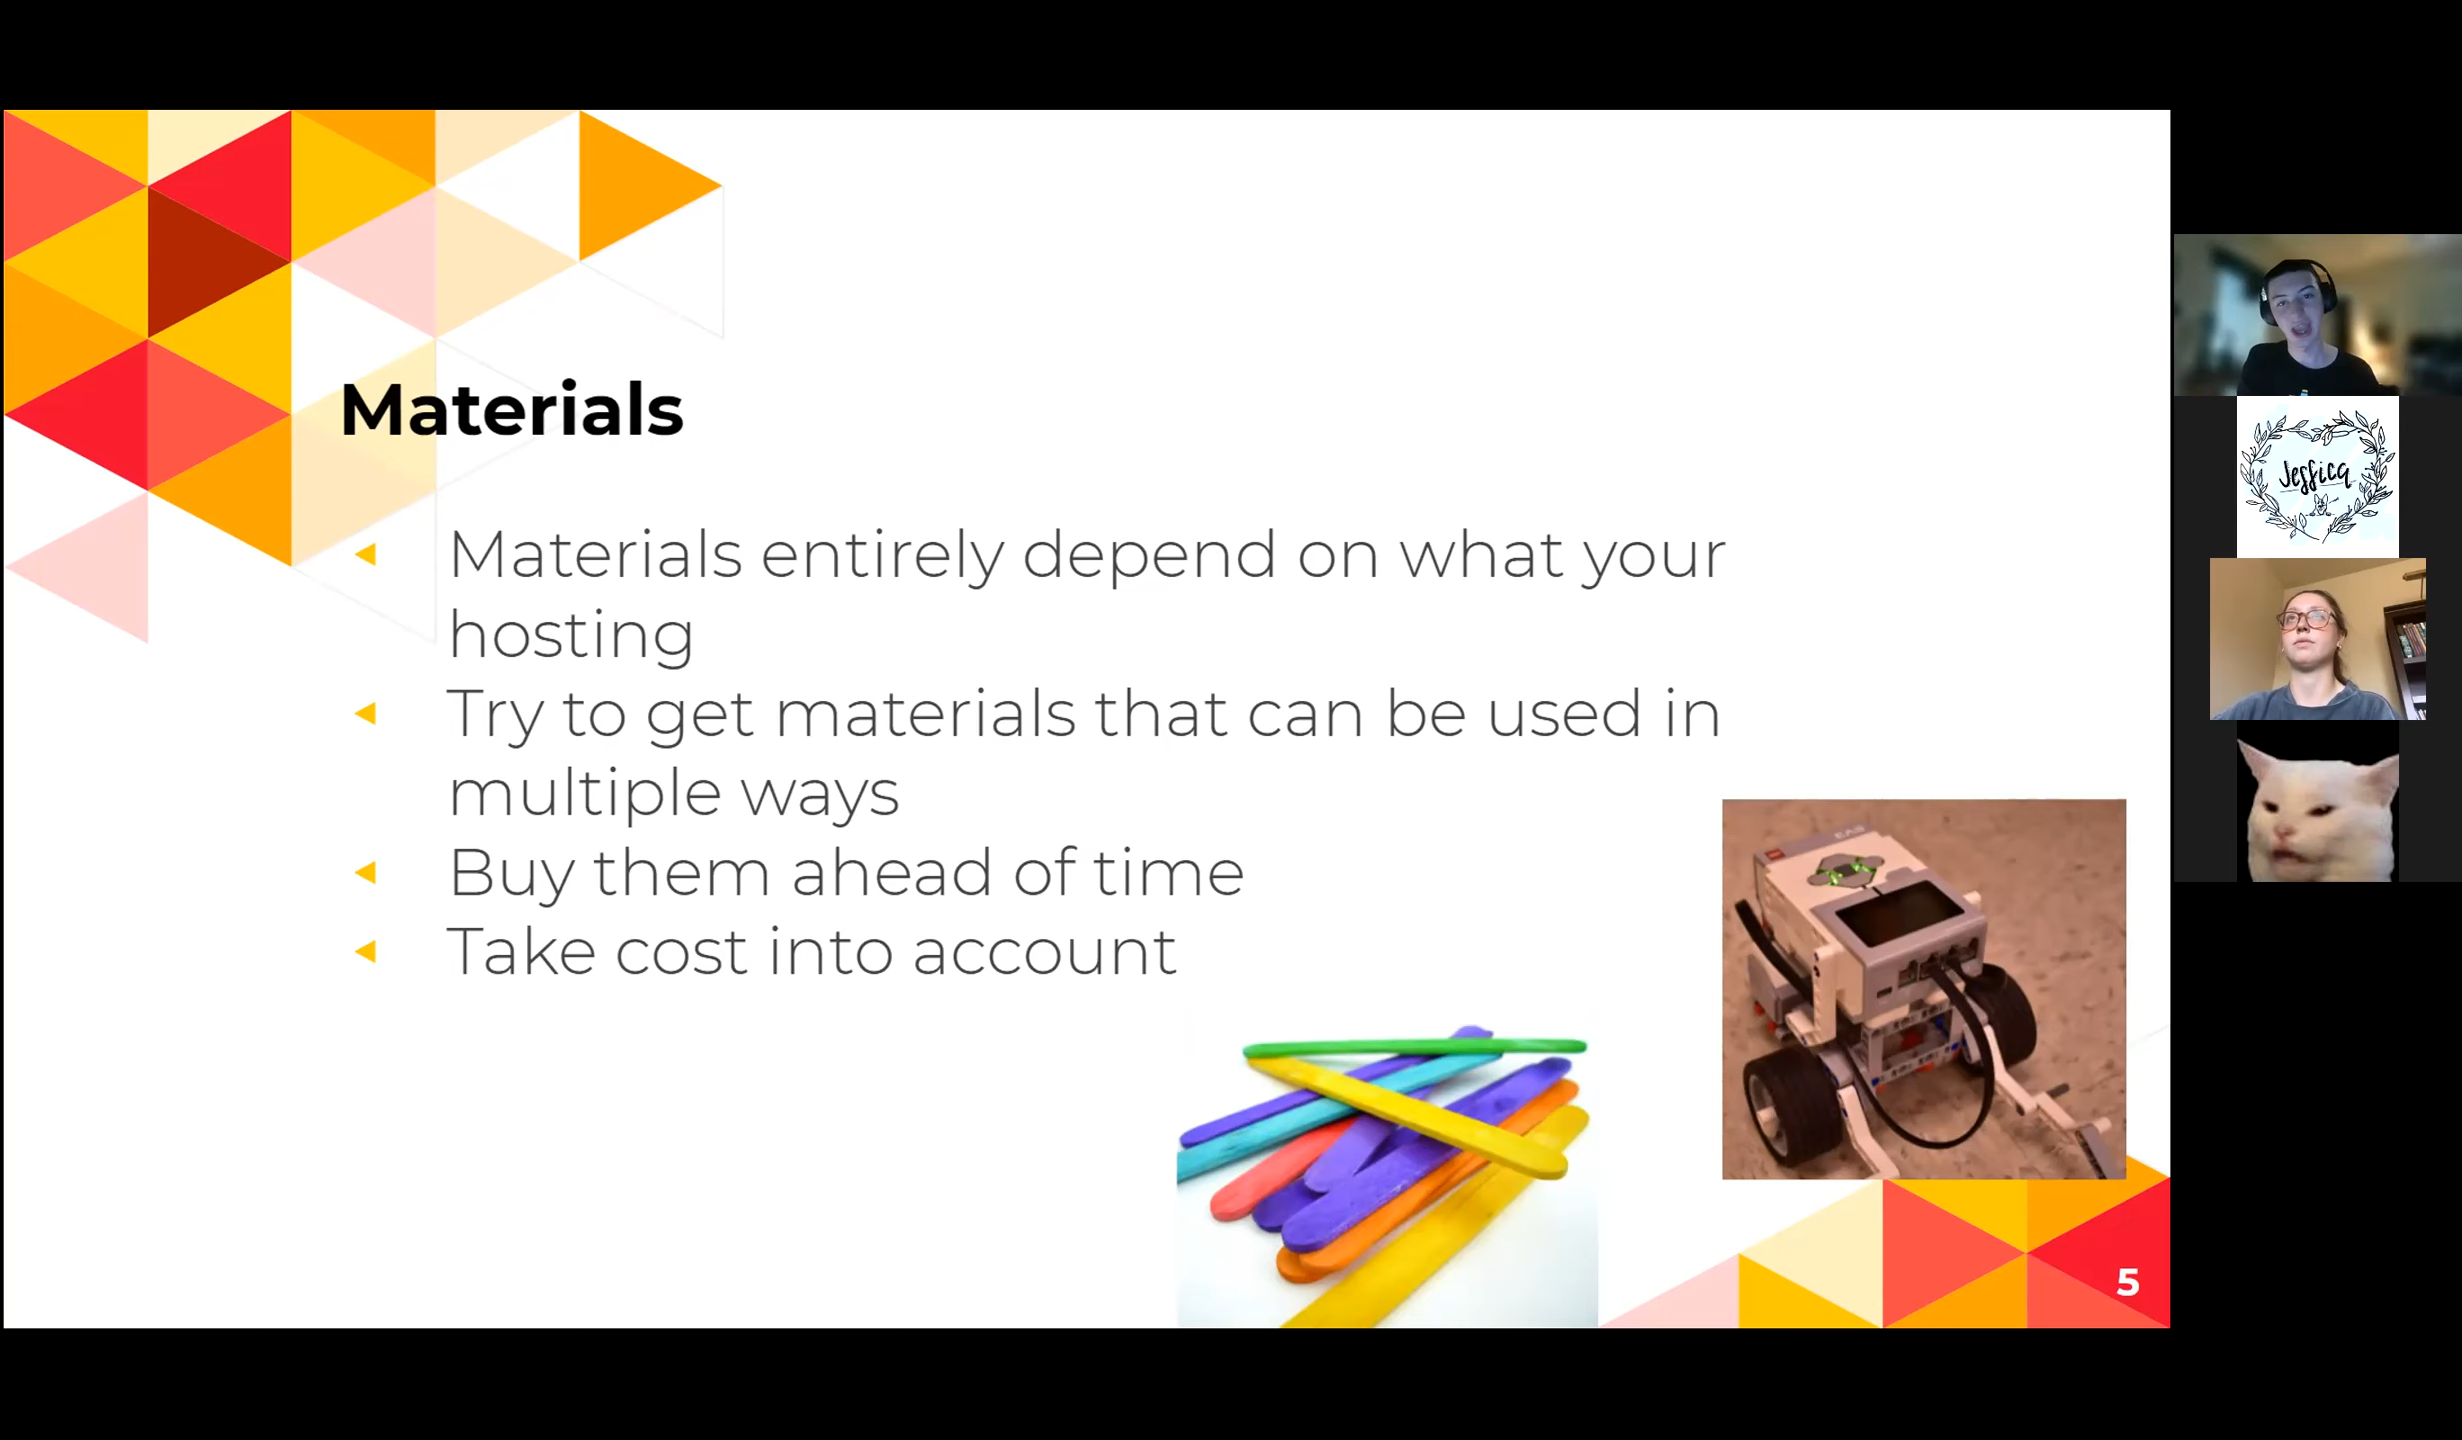 Materials
Materials entirely depend on what your
hosting
Try to get materials that can be used in
multiple ways
Buy them ahead of time
Take cost into account
EV3
5
Jessica